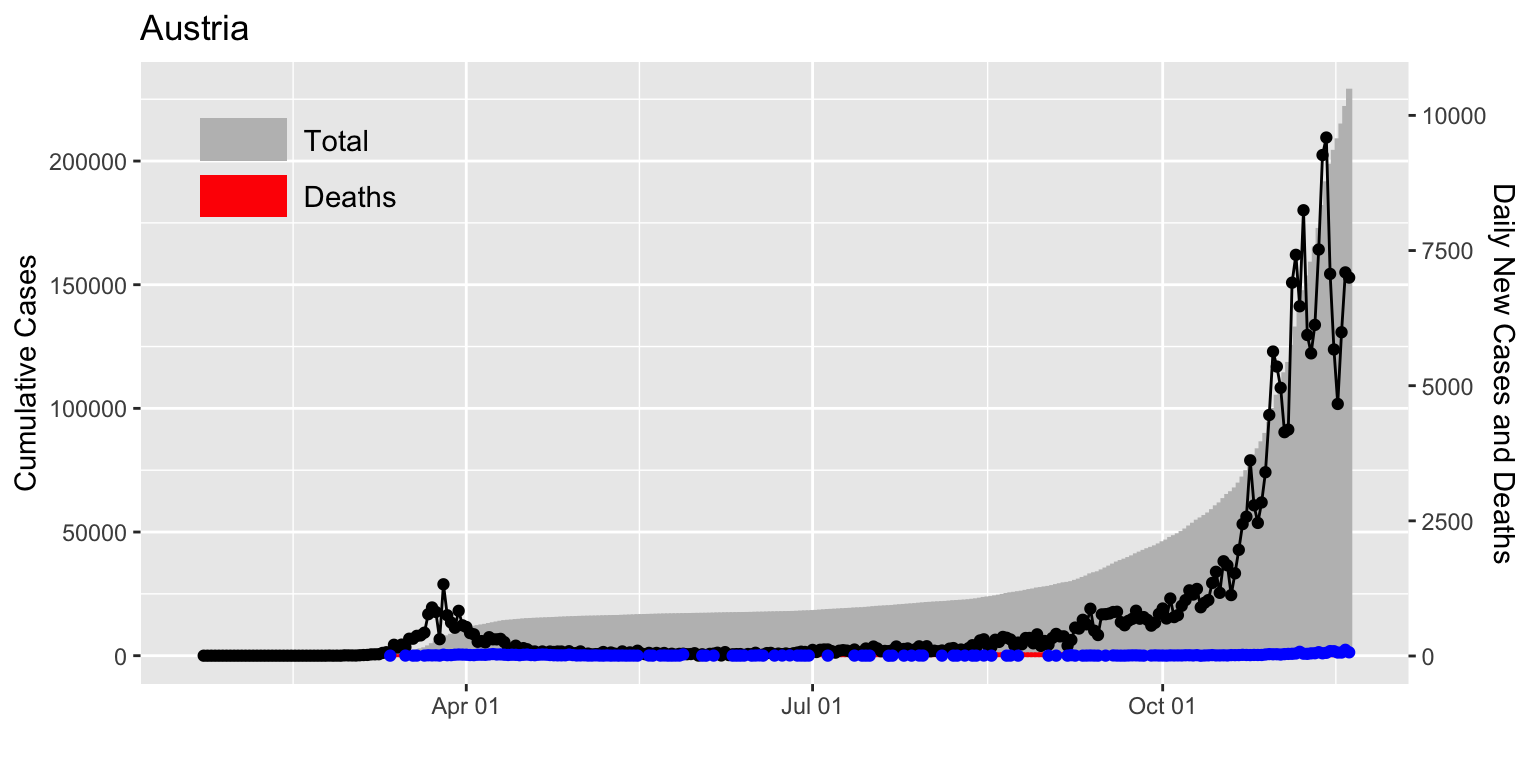 Austria
Total
Deaths
Cumulative Cases
200000
150000
100000
50000
0
10000
7500
5000
2500
0
Daily New Cases and Deaths
Apr 01
Jul 01
Oct 01